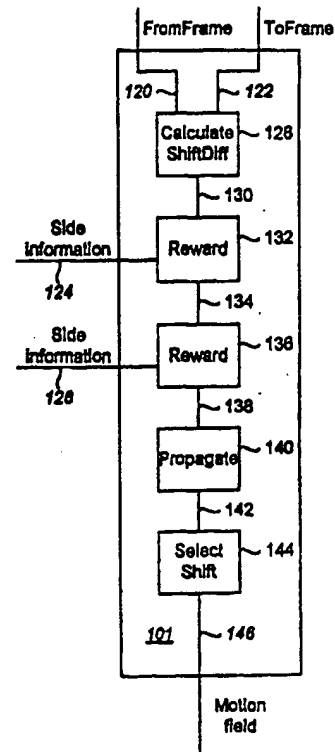 FromFrame
ToFrame
120
122
Calculate
ShiftDiff
128
130
Side
information
124
Reward
132
134
Side
information
126
Reward
136
138
Propagate
140
142
Select
Shift
144
101
146
Motion
field